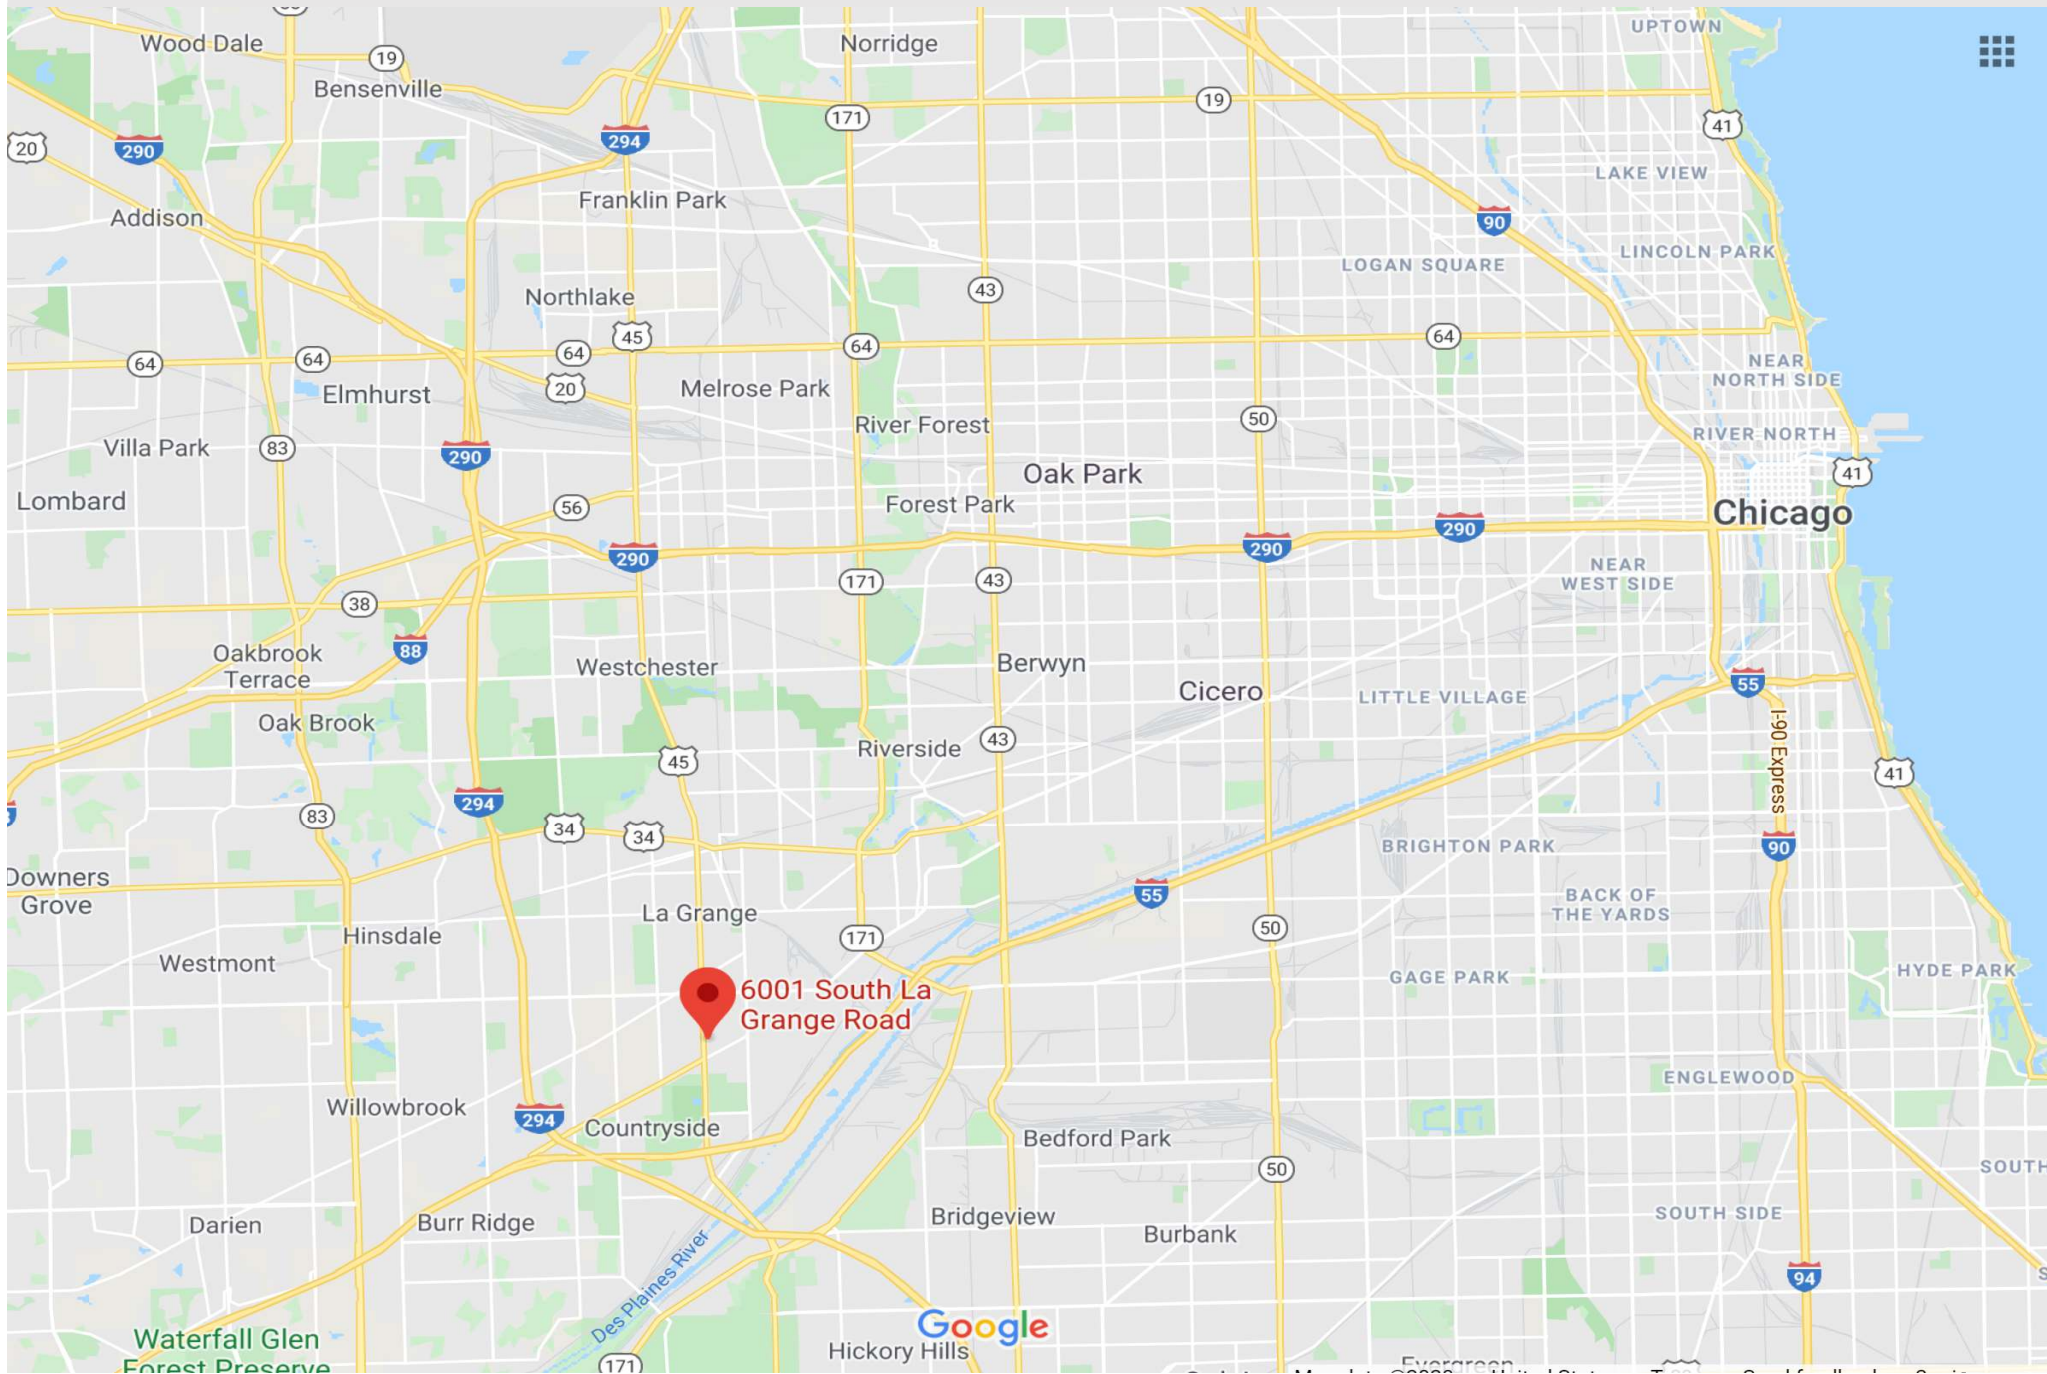 UPTOWN
Wood Dale
Norridge
19
Bensenville
19
171
41
294
20
290
LAKE VIEW
Franklin Park
Addison
90
LINCOLN PARK
LOGAN SQUARE
43
Northlake
45
64
64
64
64
64
NEAR
NORTH SIDE
20
Elmhurst
Melrose Park
50
River Forest
RIVER NORTH
Villa Park
83
290
Oak Park
41
Lombard
56
Forest Park
Chicago
290
290
290
171
43
NEAR
WEST SIDE
38
88
Oakbrook
Terrace
Westchester
Berwyn
Cicero
LITTLE VILLAGE
55
Oak Brook
I-90 Express
Riverside
43
45
41
294
83
34
34
BRIGHTON PARK
90
Downers
Grove
55
BACK OF
THE YARDS
La Grange
50
171
Hinsdale
Westmont
GAGE PARK
HYDE PARK
6001 South La
Grange Road
ENGLEWOOD
Willowbrook
294
Countryside
Bedford Park
50
SOUTH
Darien
Burr Ridge
Bridgeview
SOUTH SIDE
Burbank
94
Des Plaines River
Google
Waterfall Glen
Forest Preserve
Hickory Hills
171